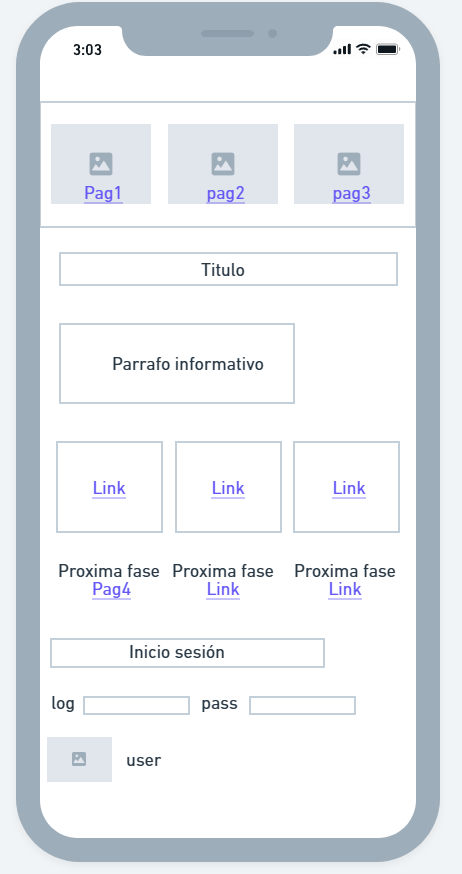 3:03
Pag1 pag2 pag3
Titulo
Parrafo informativo
Link Link Link
Proxima fase Proxima fase Proxima fase
Pag4 Link Link
Inicio sesión
log pass
user